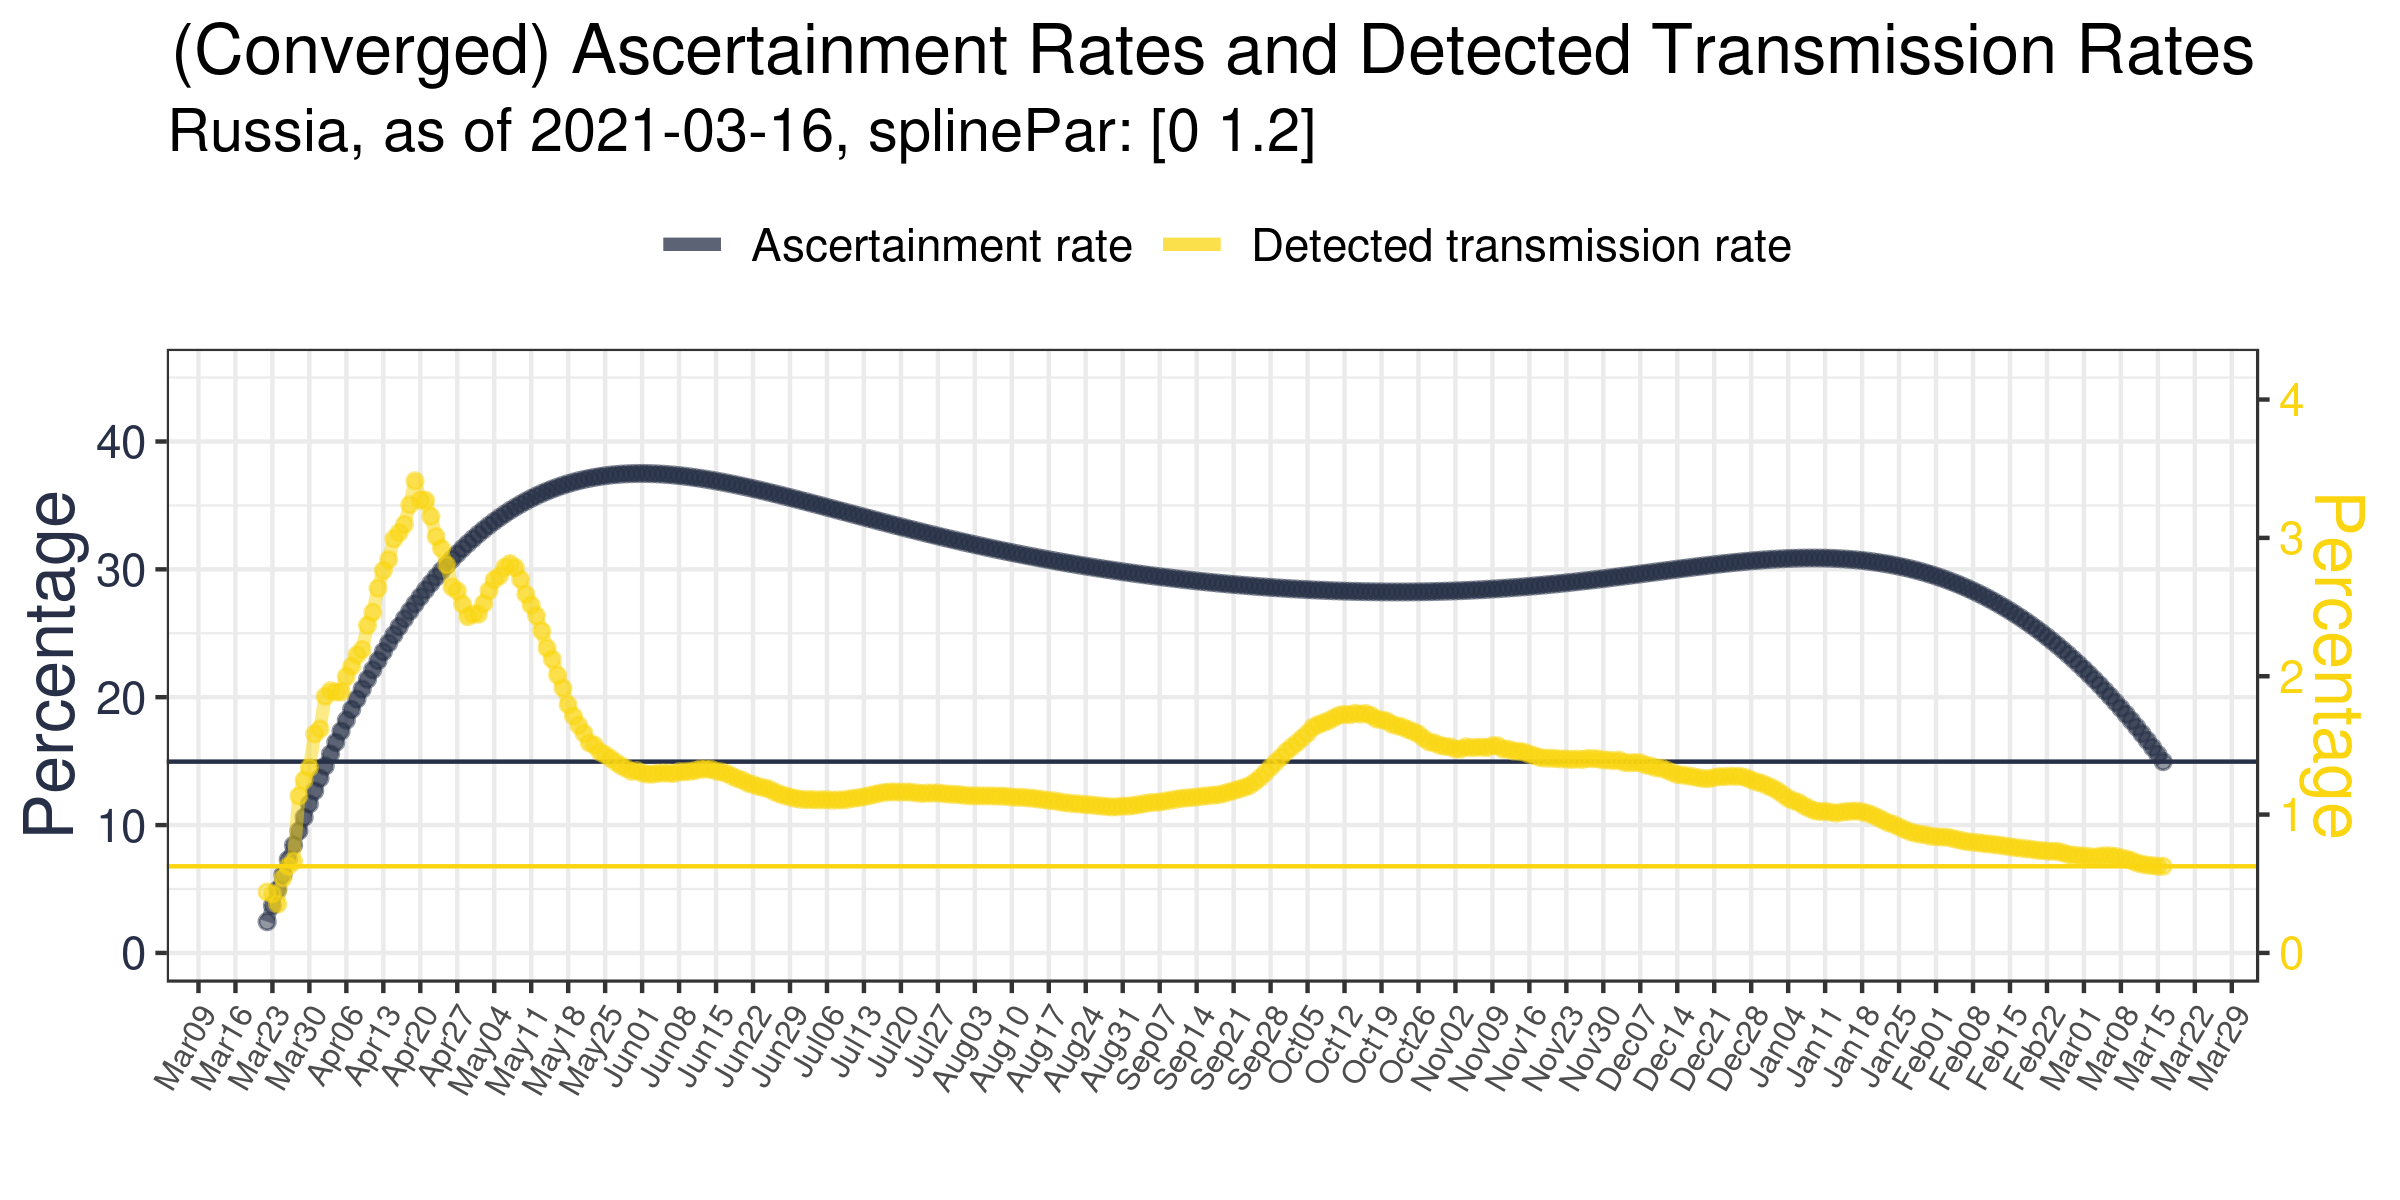 (Converged) Ascertainment Rates and Detected Transmission Rates
Russia, as of 2021-03-16, splinePar: [0 1.2]
Ascertainment rate Detected transmission rate
Percentage
40
30
20
10
0
4
3
2
1
0
Percentage
Mar09 Mar16 Mar23 Mar30 Apr06 Apr13 Apr20 Apr27 May04 May11 May18 May25 Jun01 Jun08 Jun15 Jun22 Jun29 Jul06 Jul13 Jul20 Jul27 Aug03 Aug10 Aug17 Aug24 Aug31 Sep07 Sep14 Sep21 Sep28 Oct05 Oct12 Oct19 Oct26 Nov02 Nov09 Nov16 Nov23 Nov30 Dec07 Dec14 Dec21 Dec28 Jan04 Jan11 Jan18 Jan25 Feb01 Feb08 Feb15 Feb22 Mar01 Mar08 Mar15 Mar22 Mar29